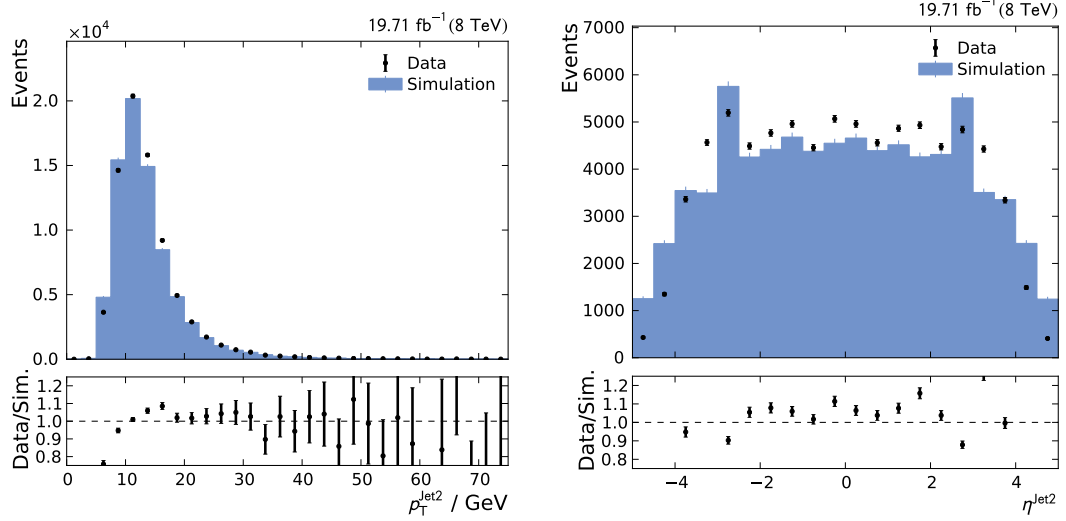 19.71 fb⁻¹ (8 TeV)
×10⁴
Events
Data
Simulation
2.0
1.5
1.0
0.5
0.0
Data/Sim.
1.2
1.1
1.0
0.9
0.8
0 10 20 30 40 50 60 70
p_T^Jet2 / GeV
19.71 fb⁻¹ (8 TeV)
Events
Data
Simulation
7000
6000
5000
4000
3000
2000
1000
0
Data/Sim.
1.2
1.1
1.0
0.9
0.8
−4 −2 0 2 4
η^Jet2